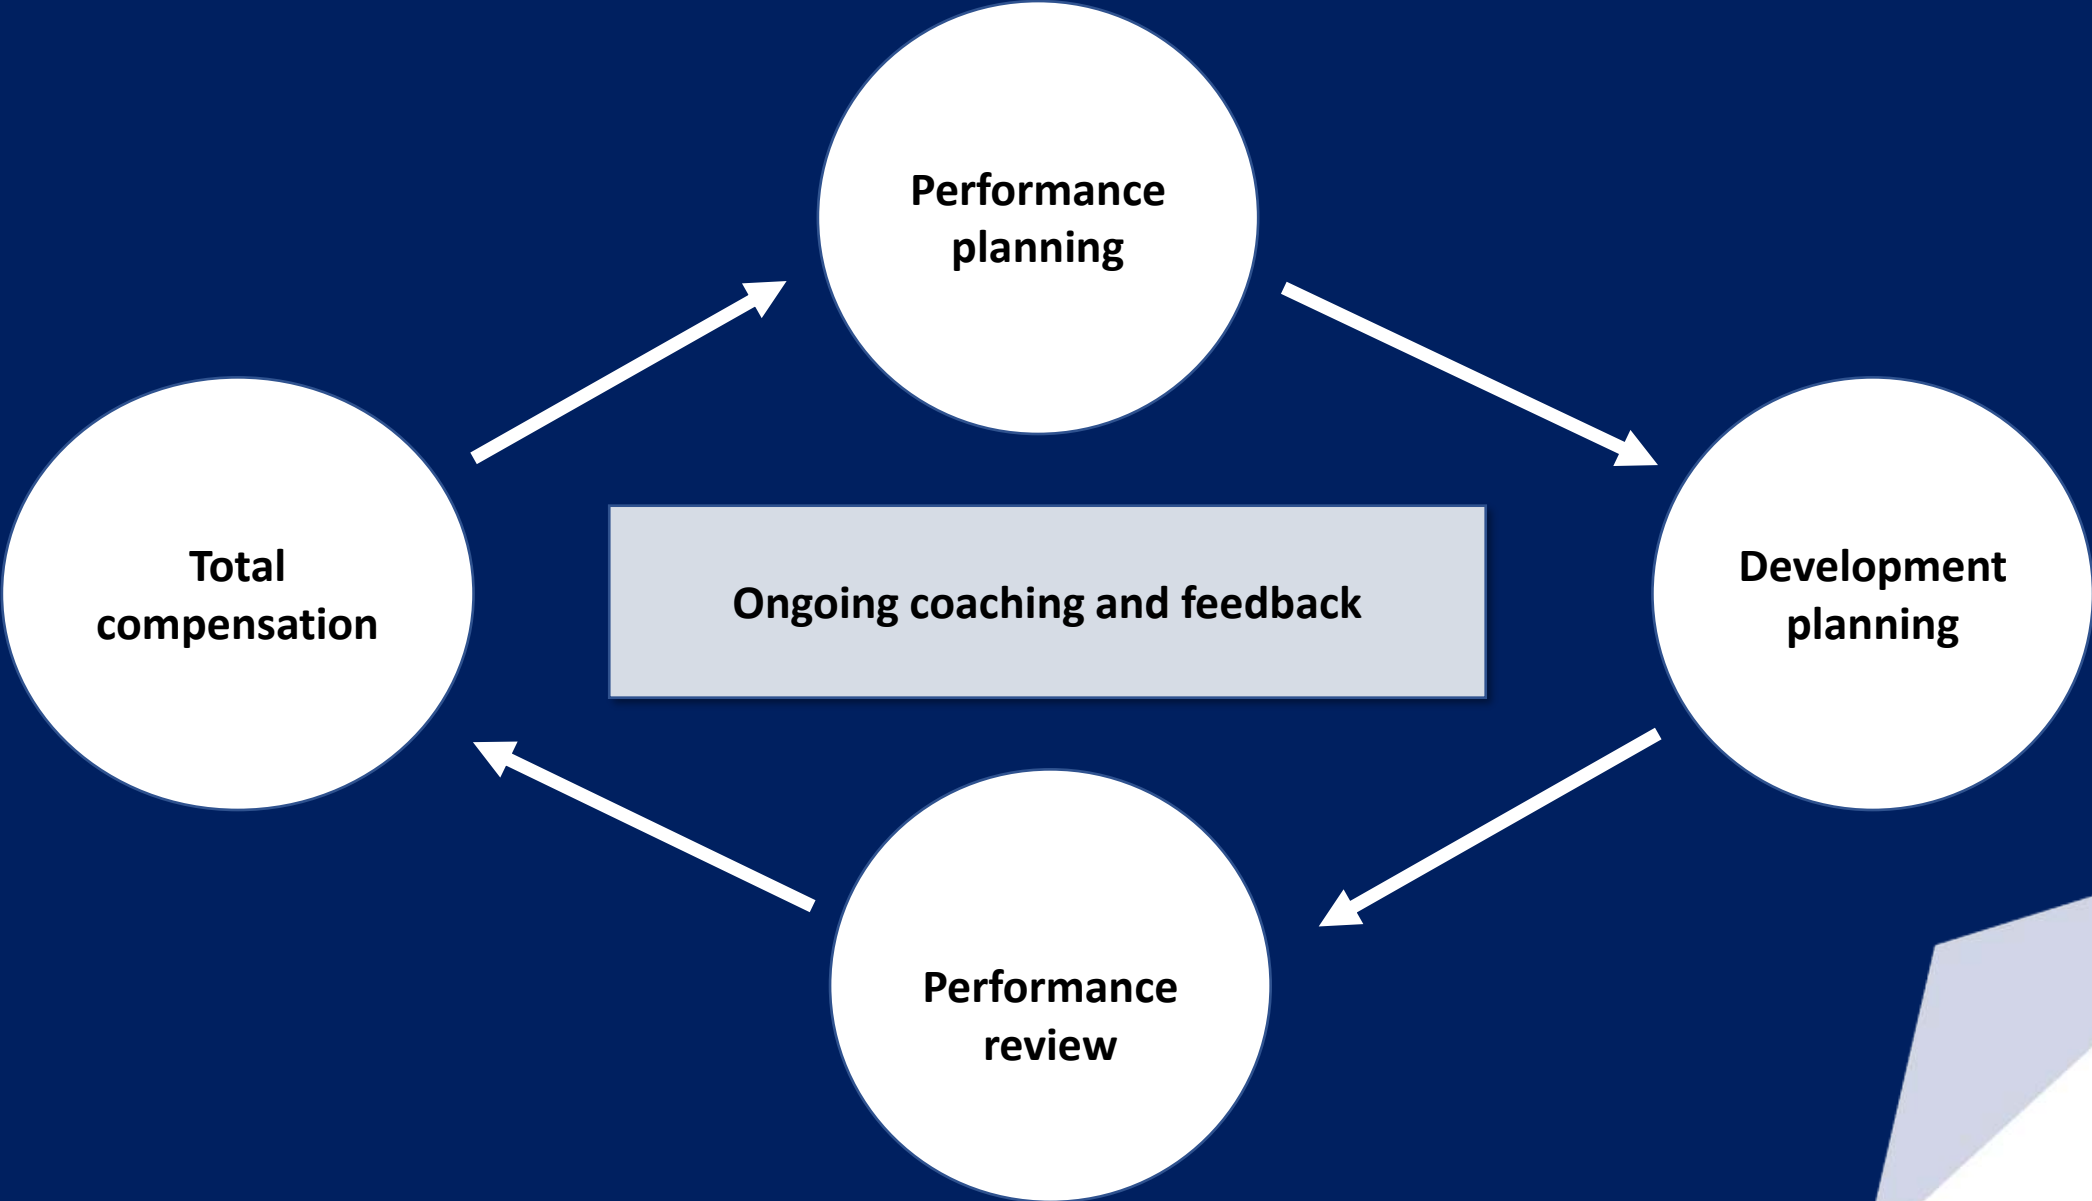 Performance
planning
Total
compensation
Ongoing coaching and feedback
Development
planning
Performance
review